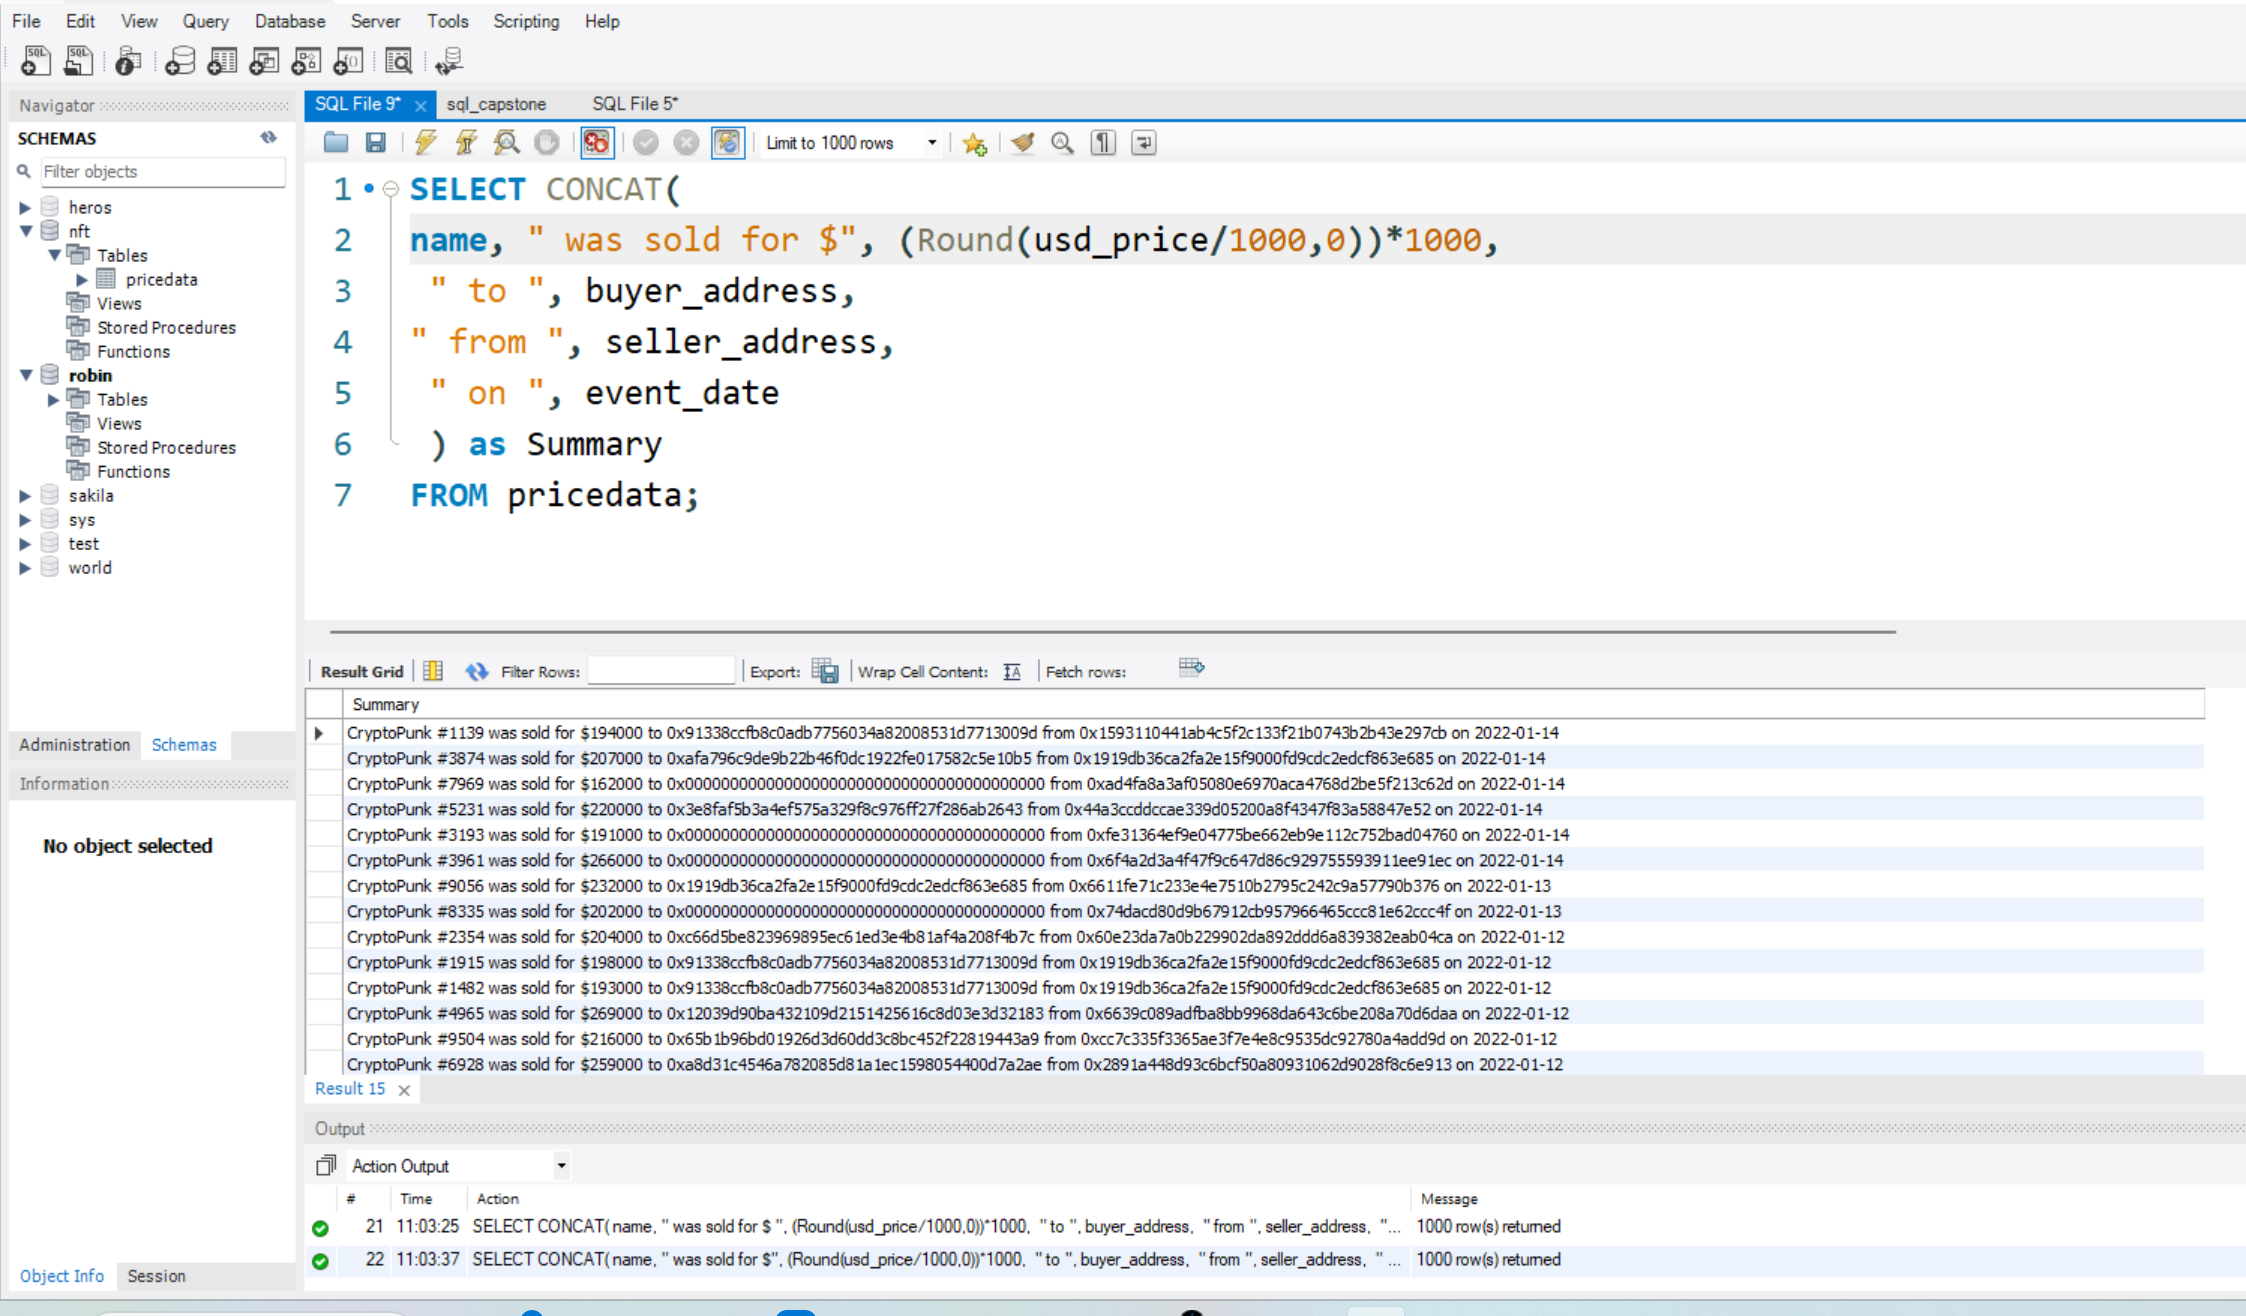 File Edit View Query Database Server Tools Scripting Help
Navigator
SCHEMAS
Filter objects
heros
nft
Tables
pricedata
Views
Stored Procedures
Functions
robin
Tables
Views
Stored Procedures
Functions
sakila
sys
test
world
Administration Schemas
Information
No object selected
Object Info Session
SQL File 9* sql_capstone SQL File 5*
Limit to 1000 rows
1 SELECT CONCAT(
2 name, " was sold for $", (Round(usd_price/1000,0))*1000,
3 " to ", buyer_address,
4 " from ", seller_address,
5 " on ", event_date
6 ) as Summary
7 FROM pricedata;
Result Grid Filter Rows: Export: Wrap Cell Content: Fetch rows:
Summary
CryptoPunk #1139 was sold for $194000 to 0x91338ccfb8c0adb7756034a82008531d7713009d from 0x1593110441ab4c5f2c133f21b0743b2b43e297cb on 2022-01-14
CryptoPunk #3874 was sold for $207000 to 0xafa796c9de9b22b46f0dc1922fe017582c5e10b5 from 0x1919db36ca2fa2e15f9000fd9cdc2edcf863e685 on 2022-01-14
CryptoPunk #7969 was sold for $162000 to 0x0000000000000000000000000000000000000000 from 0xad4fa8a3af05080e6970aca4768d2be5f213c62d on 2022-01-14
CryptoPunk #5231 was sold for $220000 to 0x3e8faf5b3a4ef575a329f8c976ff27f286ab2643 from 0x44a3ccddccae339d05200a8f4347f83a58847e52 on 2022-01-14
CryptoPunk #3193 was sold for $191000 to 0x0000000000000000000000000000000000000000 from 0xfe31364ef9e04775be662eb9e112c752bad04760 on 2022-01-14
CryptoPunk #3961 was sold for $266000 to 0x0000000000000000000000000000000000000000 from 0x6f4a2d3a4f47f9c647d86c929755593911ee91ec on 2022-01-14
CryptoPunk #9056 was sold for $232000 to 0x1919db36ca2fa2e15f9000fd9cdc2edcf863e685 from 0x6611fe71c233e4e7510b2795c242c9a57790b376 on 2022-01-13
CryptoPunk #8335 was sold for $202000 to 0x0000000000000000000000000000000000000000 from 0x74dacd80d9b67912cb957966465ccc81e62ccc4f on 2022-01-13
CryptoPunk #2354 was sold for $204000 to 0xc66d5be823969895ec61ed3e4b81af4a208f4b7c from 0x60e23da7a0b229902da892ddd6a839382eab04ca on 2022-01-12
CryptoPunk #1915 was sold for $198000 to 0x91338ccfb8c0adb7756034a82008531d7713009d from 0x1919db36ca2fa2e15f9000fd9cdc2edcf863e685 on 2022-01-12
CryptoPunk #1482 was sold for $193000 to 0x91338ccfb8c0adb7756034a82008531d7713009d from 0x1919db36ca2fa2e15f9000fd9cdc2edcf863e685 on 2022-01-12
CryptoPunk #4965 was sold for $269000 to 0x12039d90ba432109d2151425616c8d03e3d32183 from 0x6639c089adfba8bb9968da643c6be208a70d6daa on 2022-01-12
CryptoPunk #9504 was sold for $216000 to 0x65b1b96bd01926d3d60dd3c8bc452f22819443a9 from 0xcc7c335f3365ae3f7e4e8c9535dc92780a4add9d on 2022-01-12
CryptoPunk #6928 was sold for $259000 to 0xa8d31c4546a782085d81a1ec1598054400d7a2ae from 0x2891a448d93c6bcf50a80931062d9028f8c6e913 on 2022-01-12
Result 15
Output
Action Output
# Time Action Message
21 11:03:25 SELECT CONCAT( name, " was sold for $ ", (Round(usd_price/1000,0))*1000, " to ", buyer_address, " from ", seller_address, "... 1000 row(s) returned
22 11:03:37 SELECT CONCAT( name, " was sold for $", (Round(usd_price/1000,0))*1000, " to ", buyer_address, " from ", seller_address, " ... 1000 row(s) returned